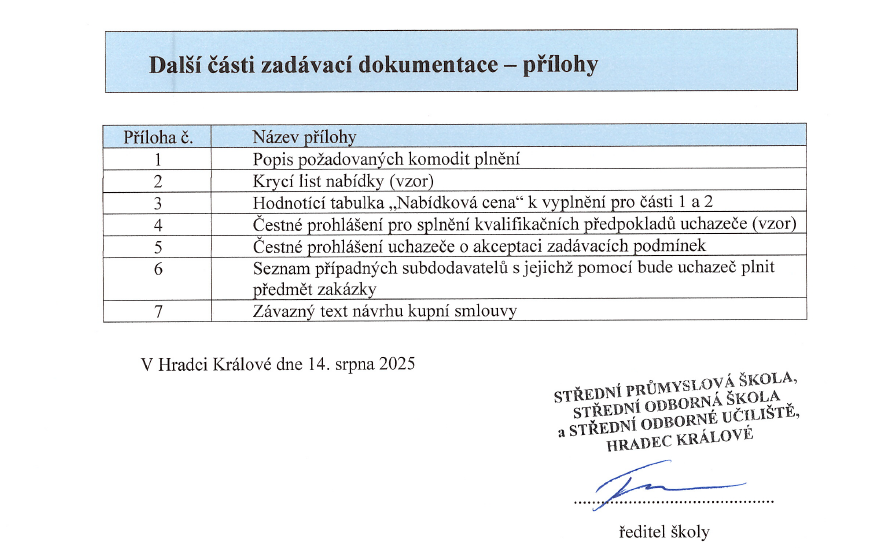 Další části zadávací dokumentace – přílohy
Příloha č. Název přílohy
1 Popis požadovaných komodit plnění
2 Krycí list nabídky (vzor)
3 Hodnotící tabulka „Nabídková cena“ k vyplnění pro části 1 a 2
4 Čestné prohlášení pro splnění kvalifikačních předpokladů uchazeče (vzor)
5 Čestné prohlášení uchazeče o akceptaci zadávacích podmínek
6 Seznam případných subdodavatelů s jejichž pomocí bude uchazeč plnit
předmět zakázky
7 Závazný text návrhu kupní smlouvy
V Hradci Králové dne 14. srpna 2025
STŘEDNÍ PRŮMYSLOVÁ ŠKOLA,
STŘEDNÍ ODBORNÁ ŠKOLA
a STŘEDNÍ ODBORNÉ UČILIŠTĚ,
HRADEC KRÁLOVÉ
ředitel školy